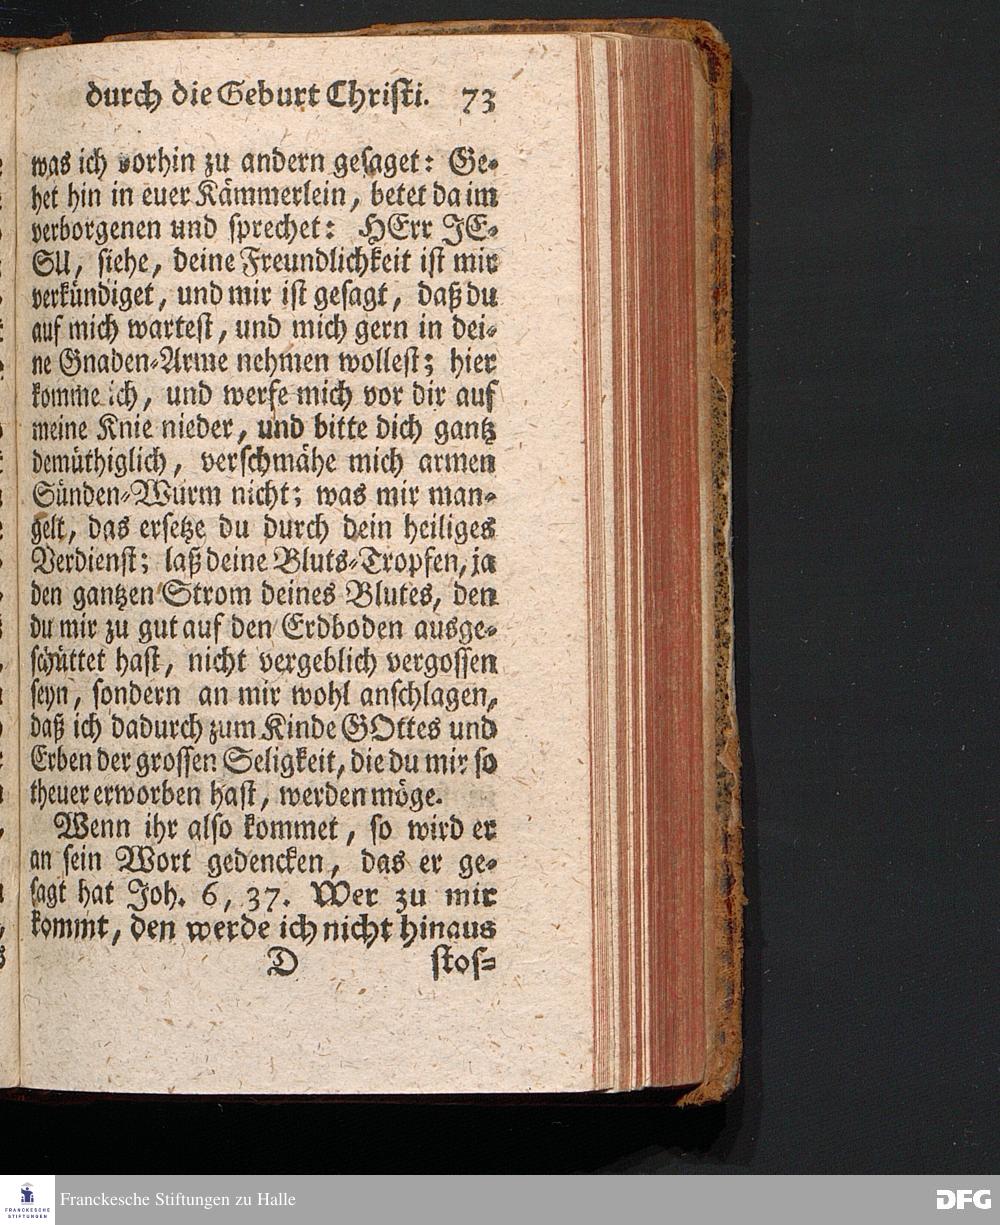 durch die Geburt Christi. 73
was ich vorhin zu andern gesaget: Ge-
het hin in euer Kämmerlein, betet da im
verborgenen und sprechet: HErr JE-
SU, siehe, deine Freundlichkeit ist mir
verkündiget, und mir ist gesagt, daß du
auf mich wartest, und mich gern in dei-
ne Gnaden-Arme nehmen wollest; hier
komme ich, und werfe mich vor dir auf
meine Knie nieder, und bitte dich gantz
demüthiglich, verschmähe mich armen
Sünden-Wurm nicht; was mir man-
gelt, das ersetze du durch dein heiliges
Verdienst; laß deine Bluts-Tropfen, ja
den gantzen Strom deines Blutes, den
du mir zu gut auf den Erdboden ausge-
schüttet hast, nicht vergeblich vergossen
seyn, sondern an mir wohl anschlagen,
daß ich dadurch zum Kinde GOttes und
Erben der grossen Seligkeit, die du mir so
theuer erworben hast, werden möge.
Wenn ihr also kommet, so wird er
an sein Wort gedencken, das er ge-
sagt hat Joh. 6, 37. Wer zu mir
kommt, den werde ich nicht hinaus
D stos-
FRANCKESCHE STIFTUNGEN
Franckesche Stiftungen zu Halle
DFG